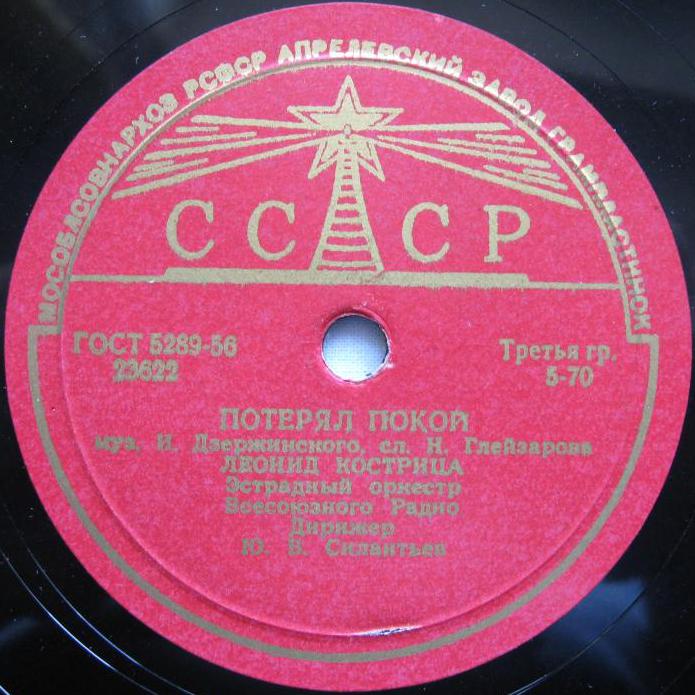 МОСОБЛСОВНАРХОЗ РСФСР АПРЕЛЕВСКИЙ ЗАВОД ГРАМПЛАСТИНОК
СССР
ГОСТ 5289-56
23622
Третья гр.
5-70
ПОТЕРЯЛ ПОКОЙ
муз. И. Дзержинского, сл. Н. Глейзарова
ЛЕОНИД КОСТРИЦА
Эстрадный оркестр
Всесоюзного Радио
Дирижер
Ю. В. Силантьев